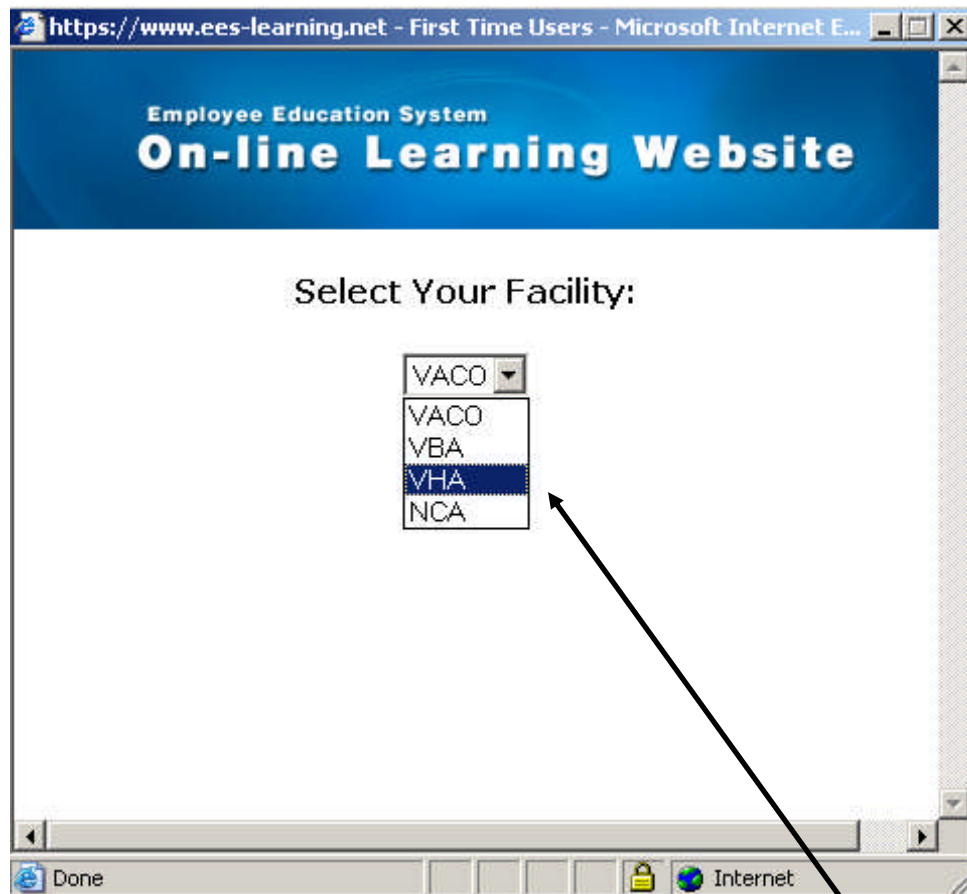 https://www.ees-learning.net - First Time Users - Microsoft Internet E...
Employee Education System
On-line Learning Website
Select Your Facility:
VACO
VACO
VBA
VHA
NCA
Done
Internet